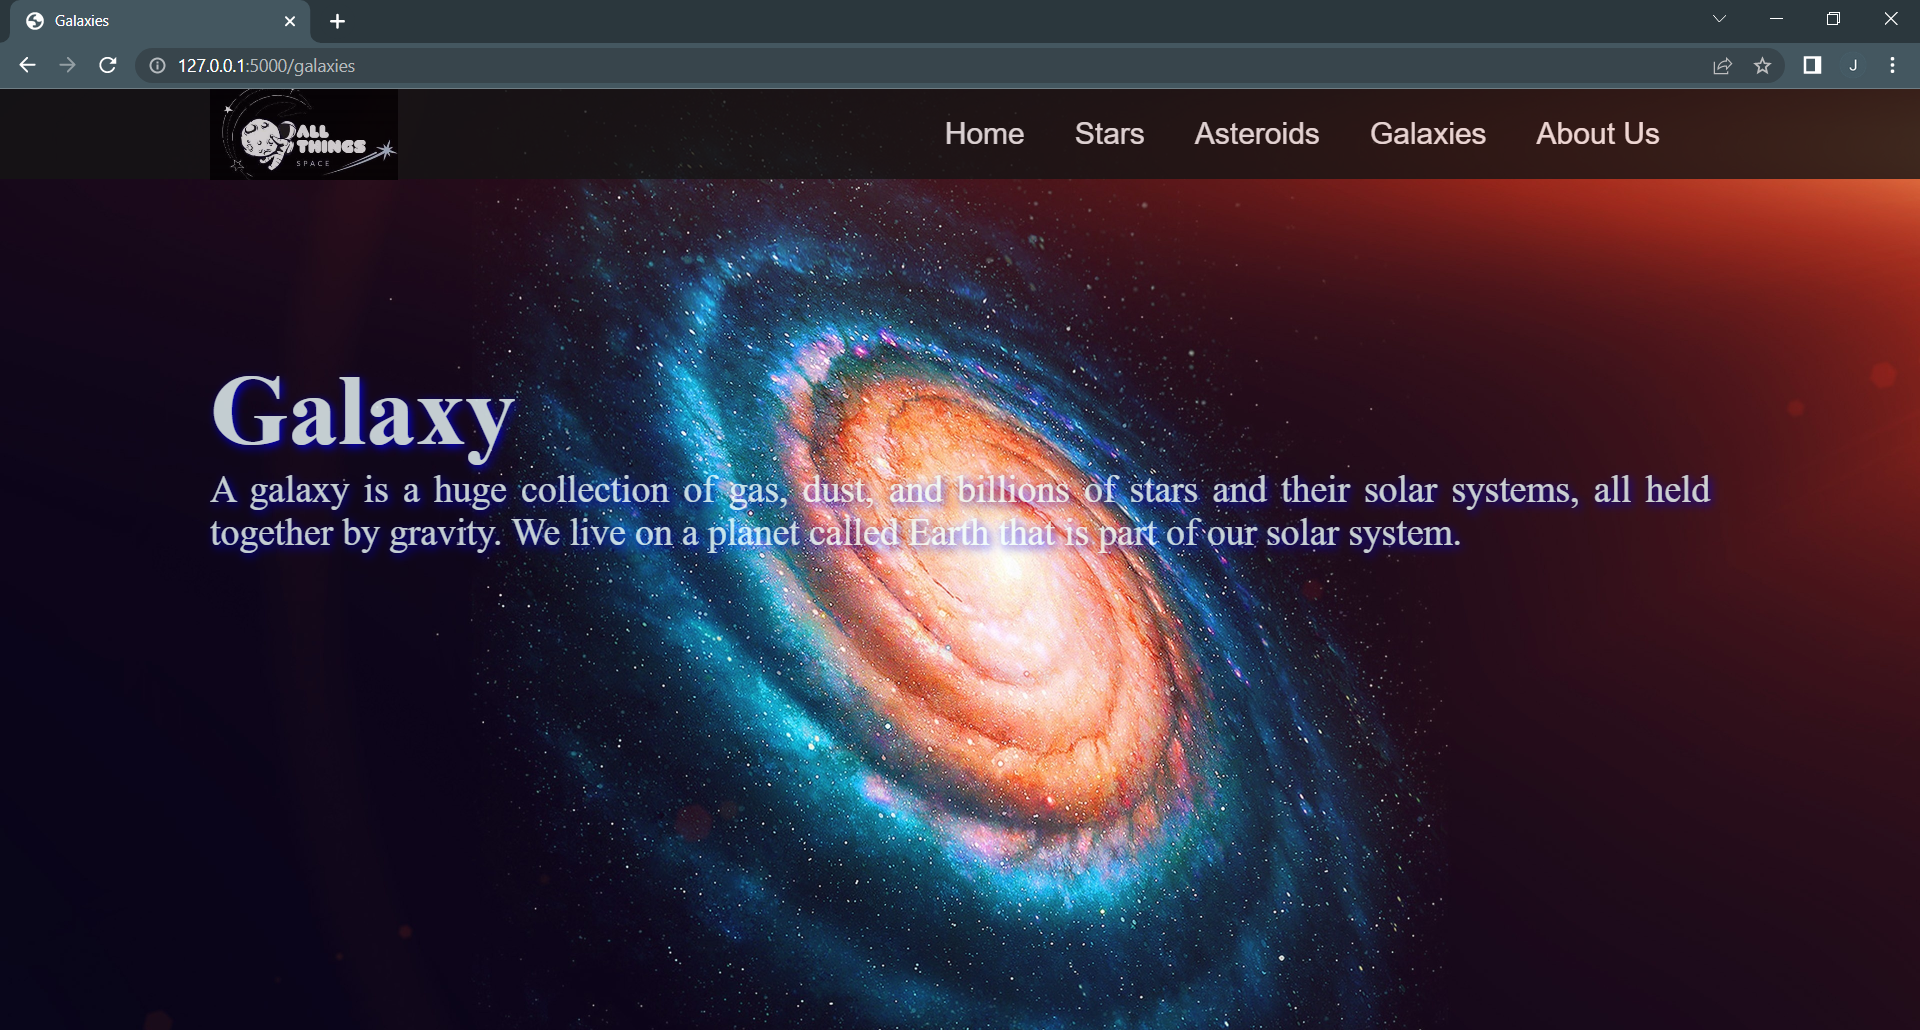 Galaxies
127.0.0.1:5000/galaxies
J
ALL
THINGS
SPACE
Home Stars Asteroids Galaxies About Us
Galaxy
A galaxy is a huge collection of gas, dust, and billions of stars and their solar systems, all held
together by gravity. We live on a planet called Earth that is part of our solar system.